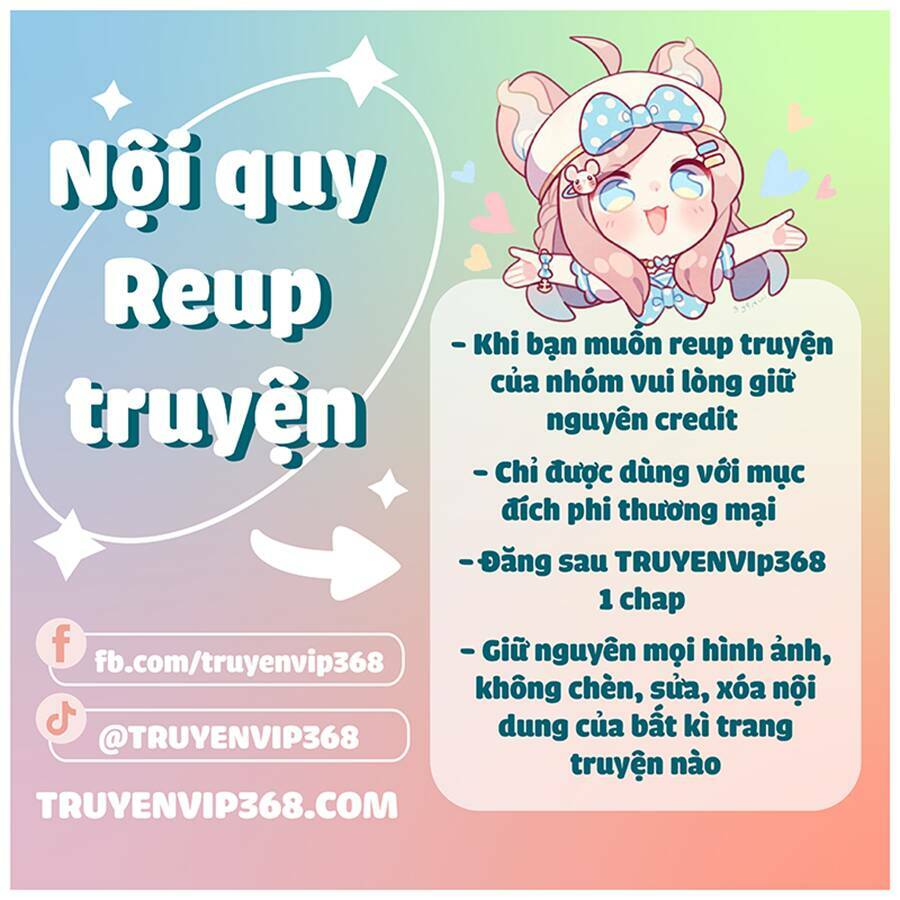 Nội quy
Reup
truyện
- Khi bạn muốn reup truyện
của nhóm vui lòng giữ
nguyên credit
- Chỉ được dùng với mục
đích phi thương mại
- Đăng sau TRUYENVIp368
1 chap
- Giữ nguyên mọi hình ảnh,
không chèn, sửa, xóa nội
dung của bất kì trang
truyện nào
fb.com/truyenvip368
@TRUYENVIP368
TRUYENVIP368.COM